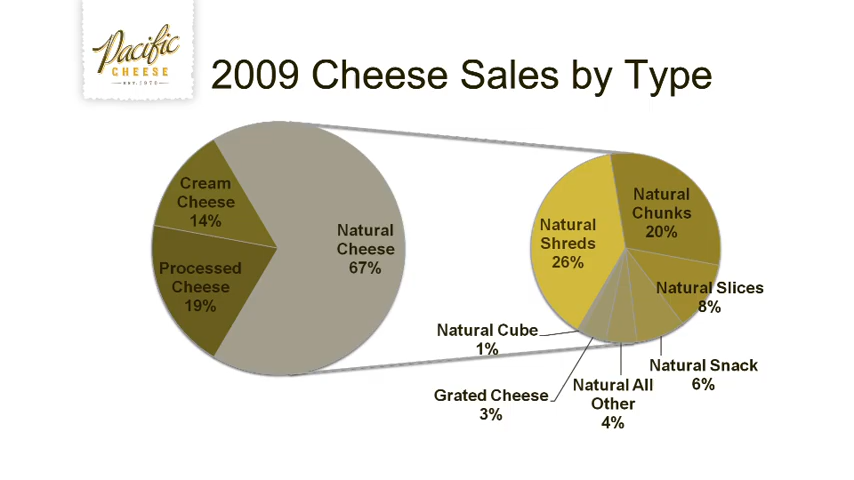 Pacific
CHEESE
EST. 1970
2009 Cheese Sales by Type
Cream
Cheese
14%
Processed
Cheese
19%
Natural
Cheese
67%
Natural
Shreds
26%
Natural
Chunks
20%
Natural Slices
8%
Natural Snack
6%
Natural All
Other
4%
Grated Cheese
3%
Natural Cube
1%